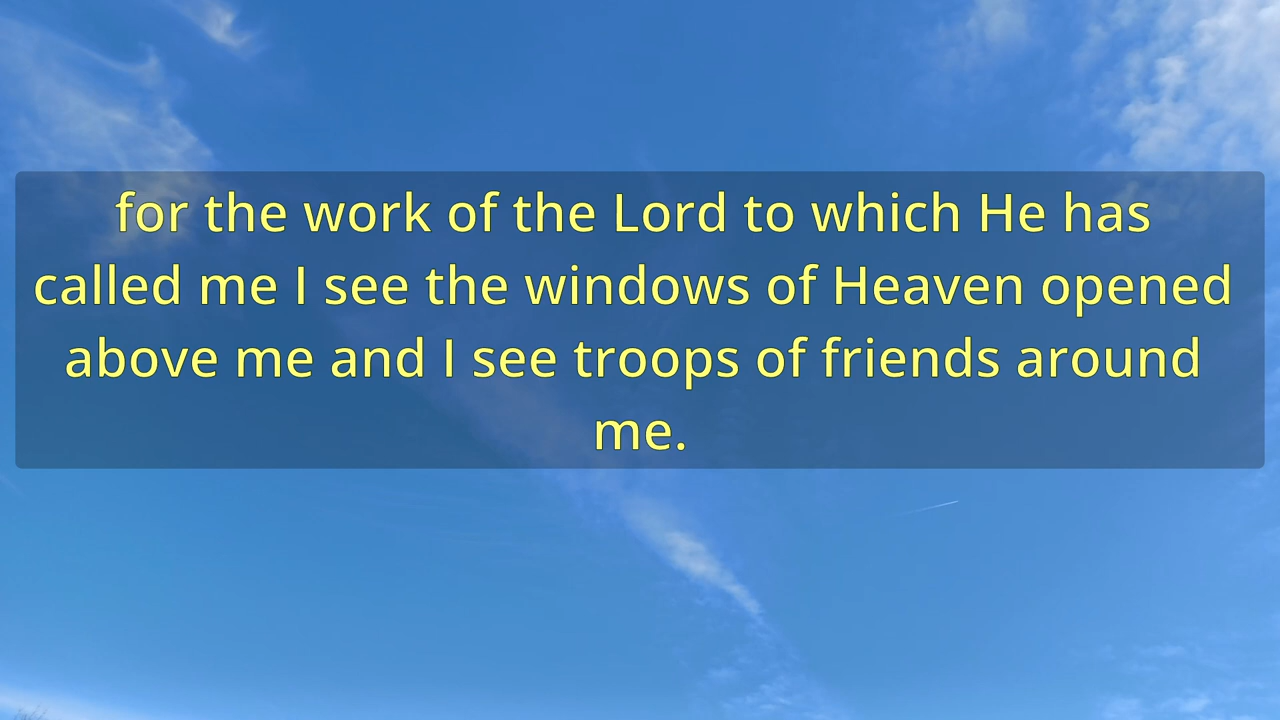 for the work of the Lord to which He has
called me I see the windows of Heaven opened
above me and I see troops of friends around
me.